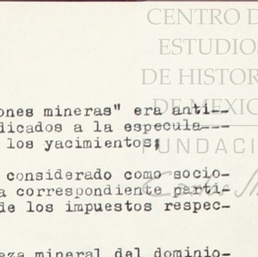 CENTRO D
ESTUDIOS
DE HISTOR
DE MEXIC
FUNDACI
ones mineras" era anti--
dicados a la especula---
los yacimientos;
considerado como socio-
a correspondiente parti-
de los impuestos respec-
eza mineral del dominio-